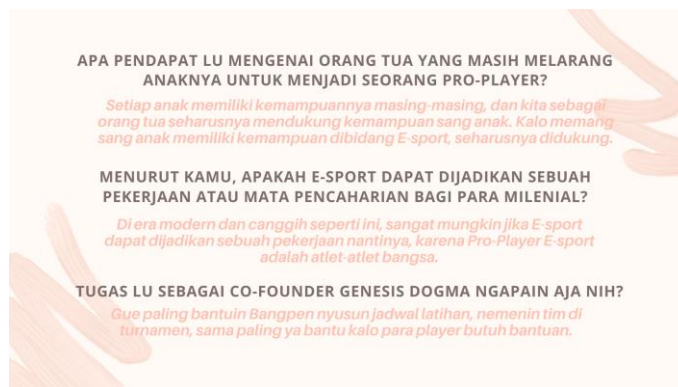 APA PENDAPAT LU MENGENAI ORANG TUA YANG MASIH MELARANG
ANAKNYA UNTUK MENJADI SEORANG PRO-PLAYER?
Setiap anak memiliki kemampuannya masing-masing, dan kita sebagai
orang tua seharusnya mendukung kemampuan sang anak. Kalo memang
sang anak memiliki kemampuan dibidang E-sport, seharusnya didukung.
MENURUT KAMU, APAKAH E-SPORT DAPAT DIJADIKAN SEBUAH
PEKERJAAN ATAU MATA PENCAHARIAN BAGI PARA MILENIAL?
Di era modern dan canggih seperti ini, sangat mungkin jika E-sport
dapat dijadikan sebuah pekerjaan nantinya, karena Pro-Player E-sport
adalah atlet-atlet bangsa.
TUGAS LU SEBAGAI CO-FOUNDER GENESIS DOGMA NGAPAIN AJA NIH?
Gue paling bantuin Bangpen nyusun jadwal latihan, nemenin tim di
turnamen, sama paling ya bantu kalo para player butuh bantuan.